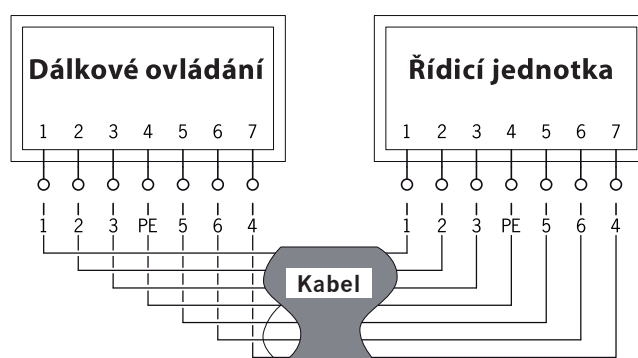 Dálkové ovládání
Řídicí jednotka
1 2 3 4 5 6 7
1 2 3 4 5 6 7
1 2 3 PE 5 6 4
1 2 3 PE 5 6 4
Kabel